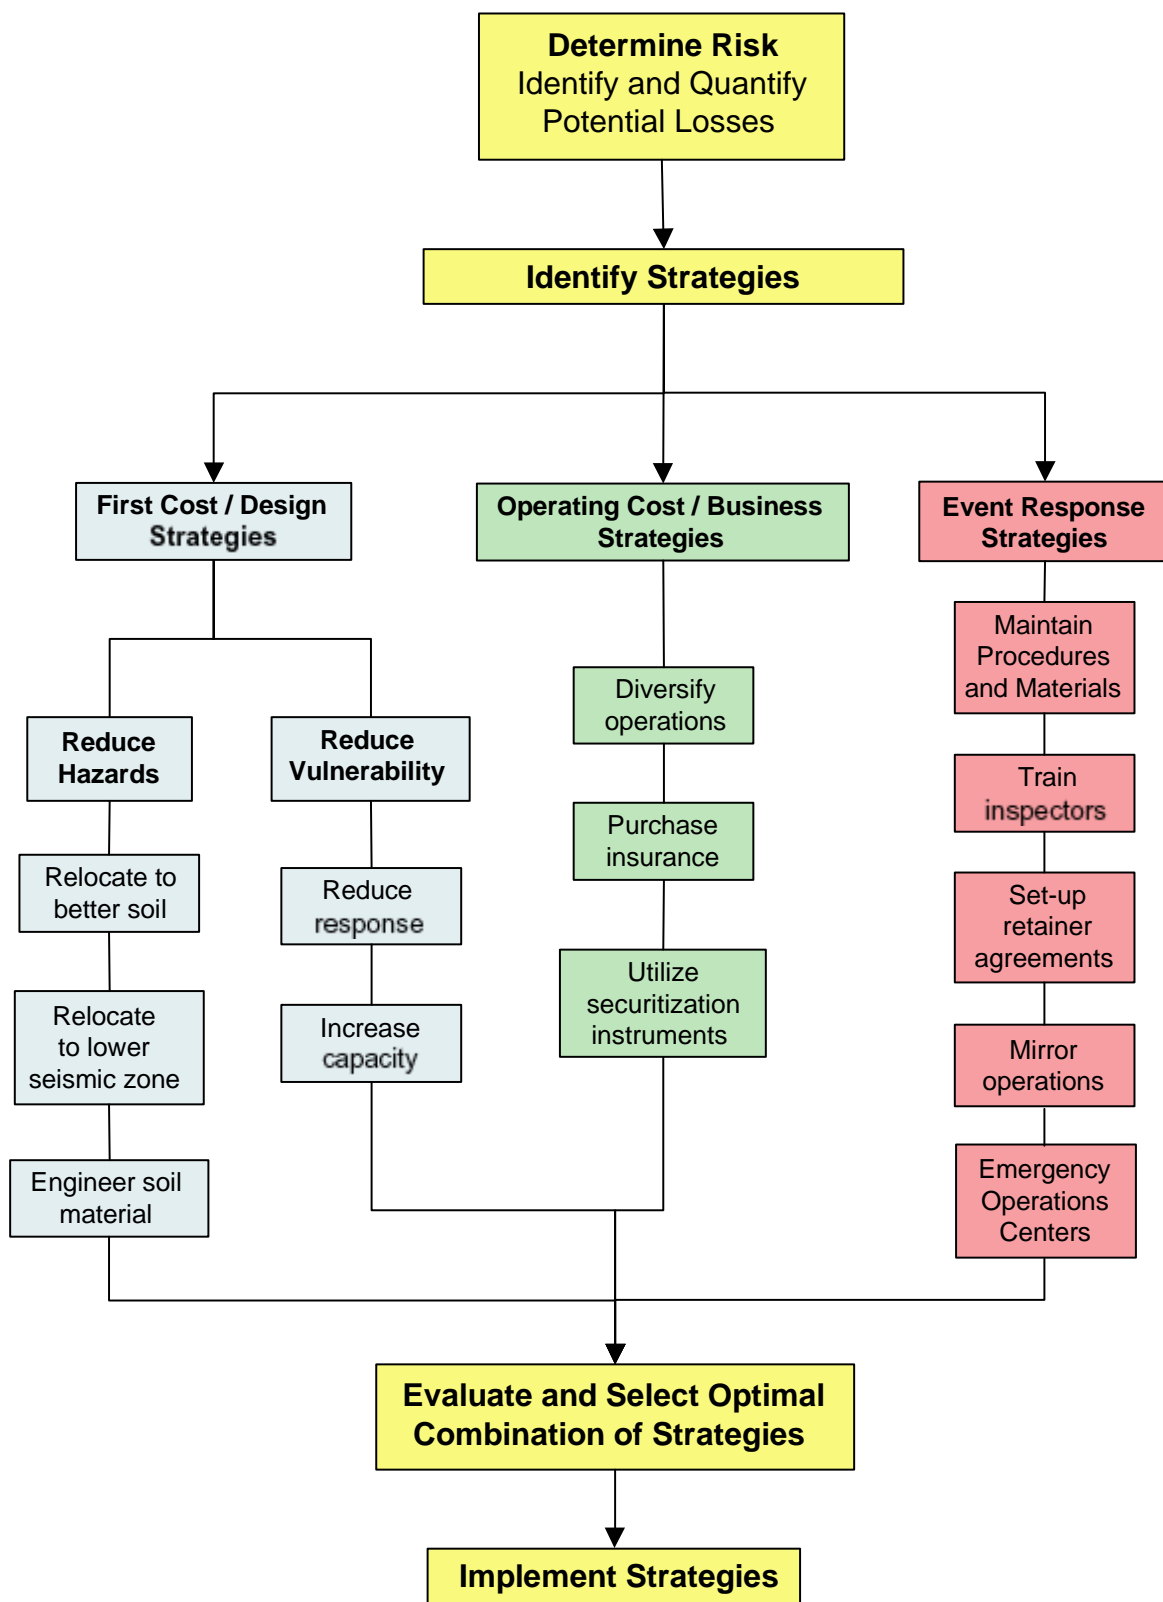 Determine Risk
Identify and Quantify
Potential Losses
Identify Strategies
First Cost / Design
Strategies
Operating Cost / Business
Strategies
Event Response
Strategies
Reduce
Hazards
Relocate to
better soil
Relocate
to lower
seismic zone
Engineer soil
material
Reduce
Vulnerability
Reduce
response
Increase
capacity
Diversify
operations
Purchase
insurance
Utilize
securitization
instruments
Maintain
Procedures
and Materials
Train
inspectors
Set-up
retainer
agreements
Mirror
operations
Emergency
Operations
Centers
Evaluate and Select Optimal
Combination of Strategies
Implement Strategies